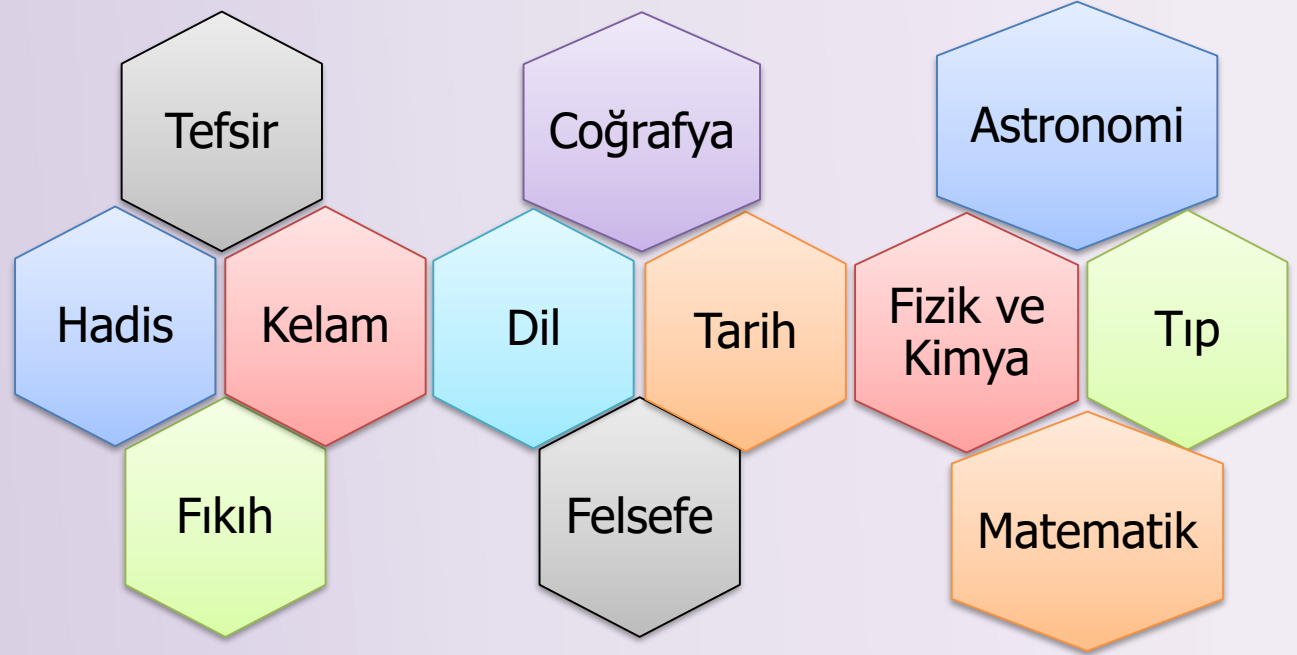 Tefsir
Coğrafya
Astronomi
Hadis
Kelam
Dil
Tarih
Fizik ve
Kimya
Tıp
Fıkıh
Felsefe
Matematik